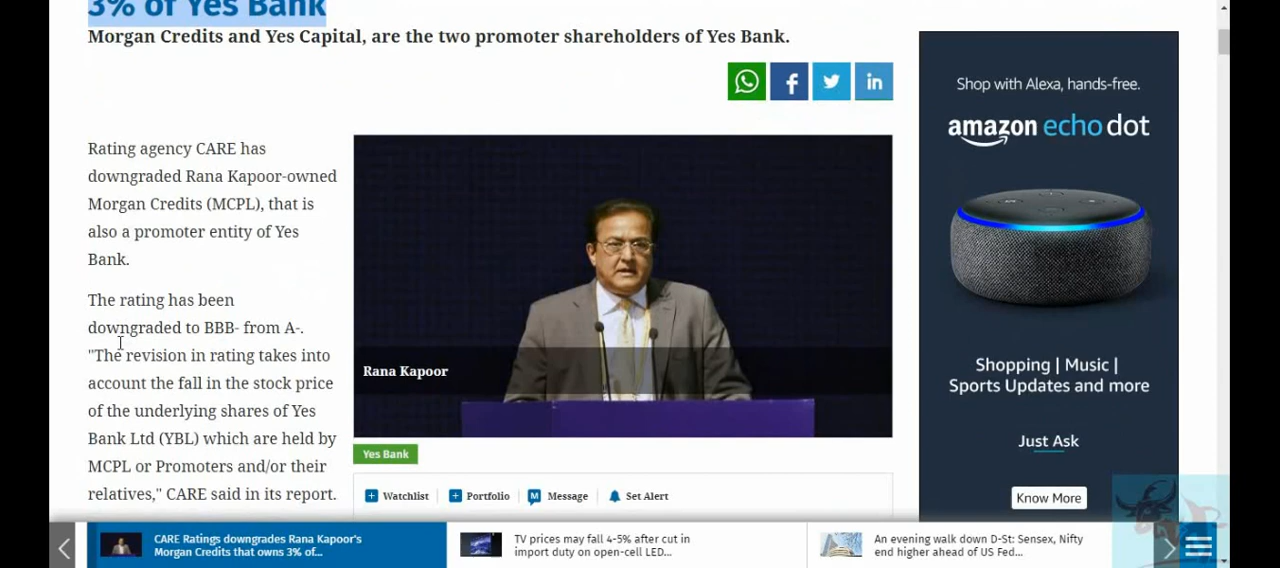 3% of Yes Bank
Morgan Credits and Yes Capital, are the two promoter shareholders of Yes Bank.
Rating agency CARE has
downgraded Rana Kapoor-owned
Morgan Credits (MCPL), that is
also a promoter entity of Yes
Bank.
The rating has been
downgraded to BBB- from A-.
"The revision in rating takes into
account the fall in the stock price
of the underlying shares of Yes
Bank Ltd (YBL) which are held by
MCPL or Promoters and/or their
relatives," CARE said in its report.
Rana Kapoor
Yes Bank
Watchlist
Portfolio
Message
Set Alert
Shop with Alexa, hands-free.
amazon echo dot
Shopping | Music |
Sports Updates and more
Just Ask
Know More
CARE Ratings downgrades Rana Kapoor's
Morgan Credits that owns 3% of...
TV prices may fall 4-5% after cut in
import duty on open-cell LED...
An evening walk down D-St: Sensex, Nifty
end higher ahead of US Fed...